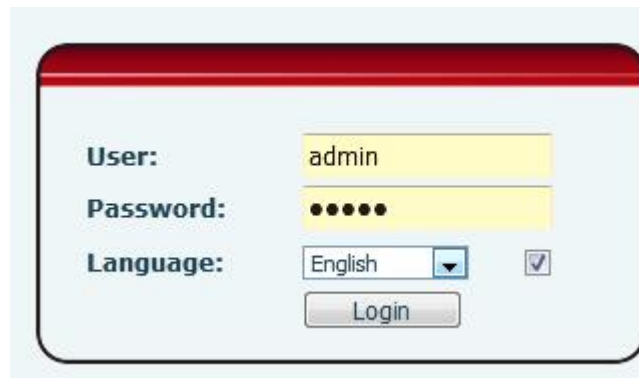 User: admin
Password: •••••
Language: English
Login